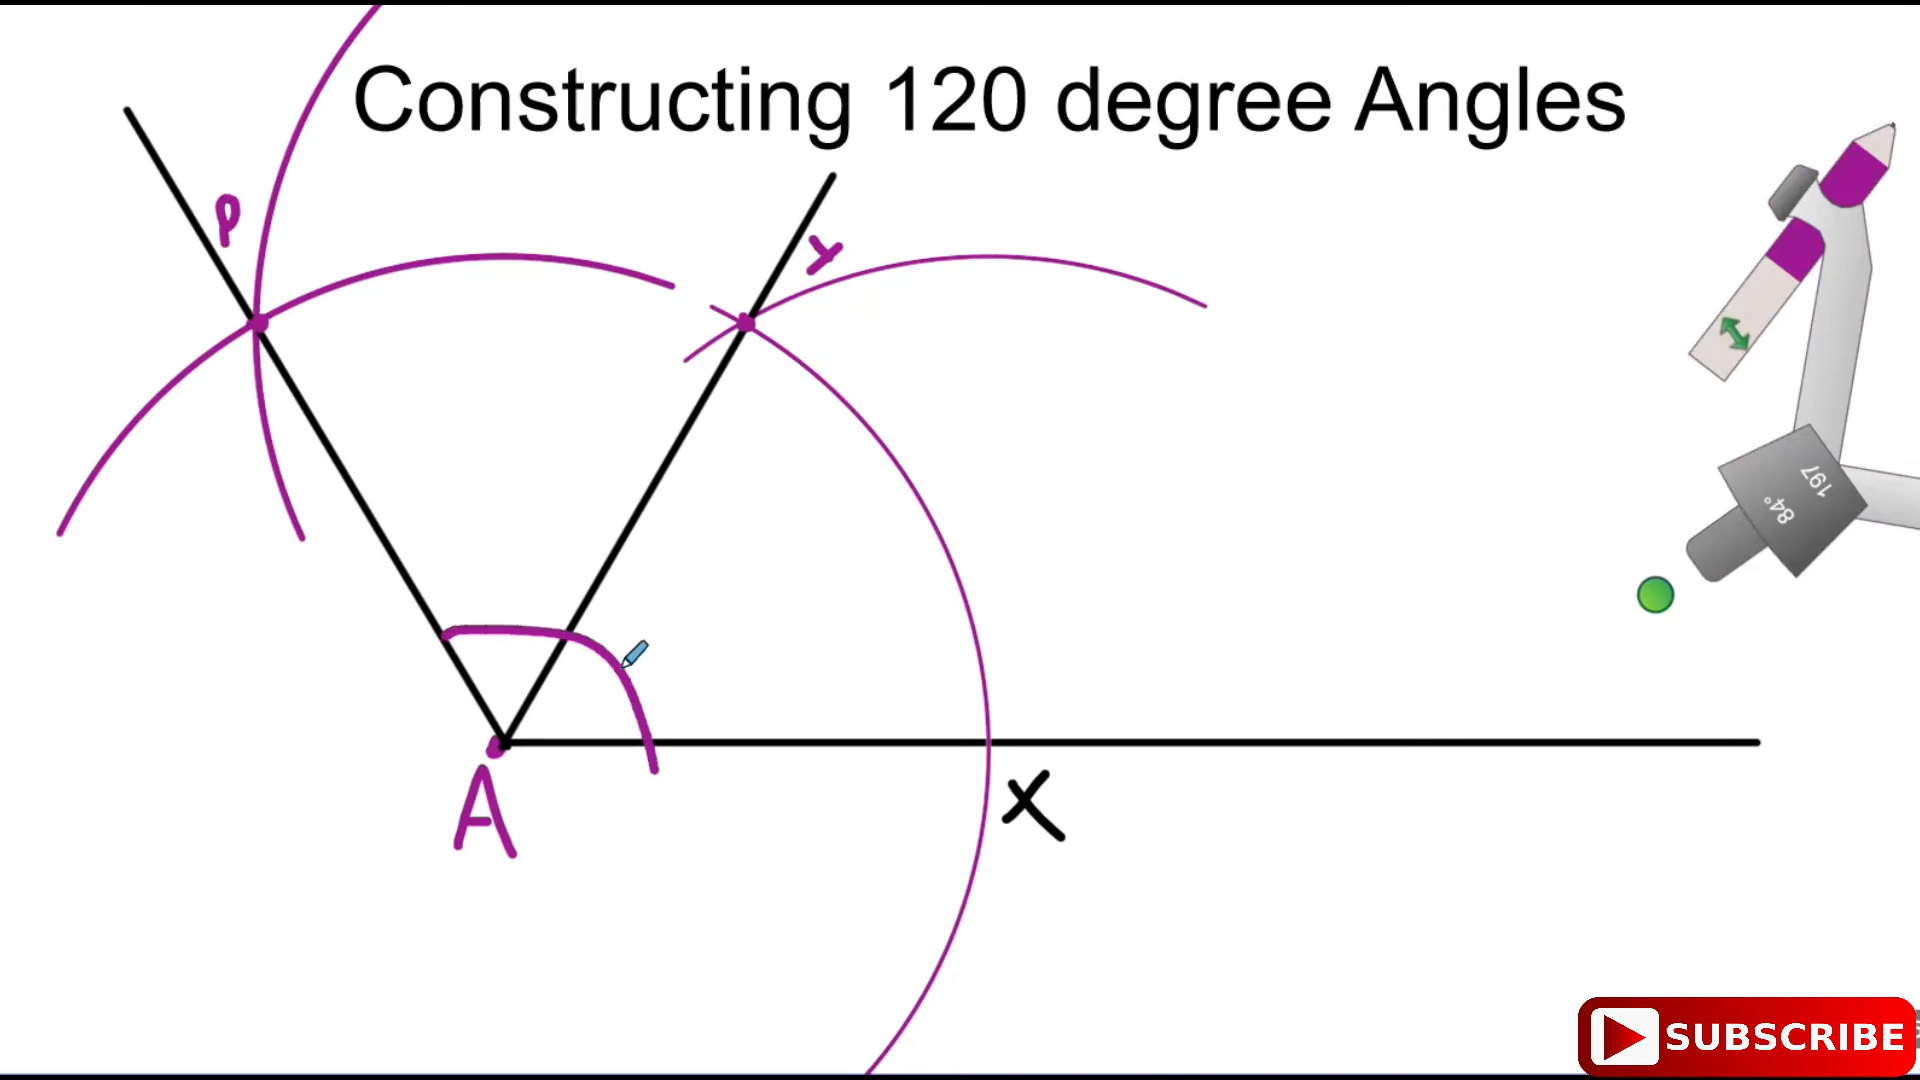 Constructing 120 degree Angles
P
Y
197
84°
A
X
SUBSCRIBE